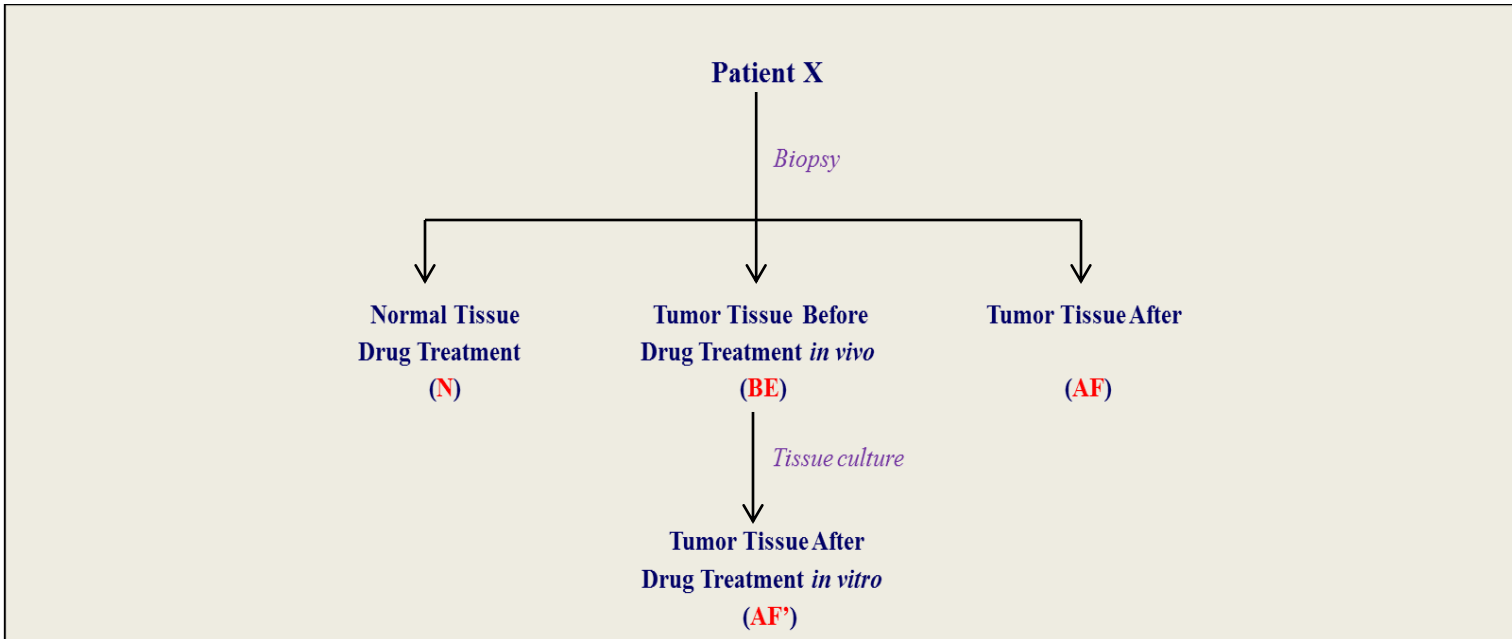 Patient X
Biopsy
Normal Tissue
Drug Treatment
(N)
Tumor Tissue Before
Drug Treatment in vivo
(BE)
Tumor Tissue After
(AF)
Tissue culture
Tumor Tissue After
Drug Treatment in vitro
(AF’)